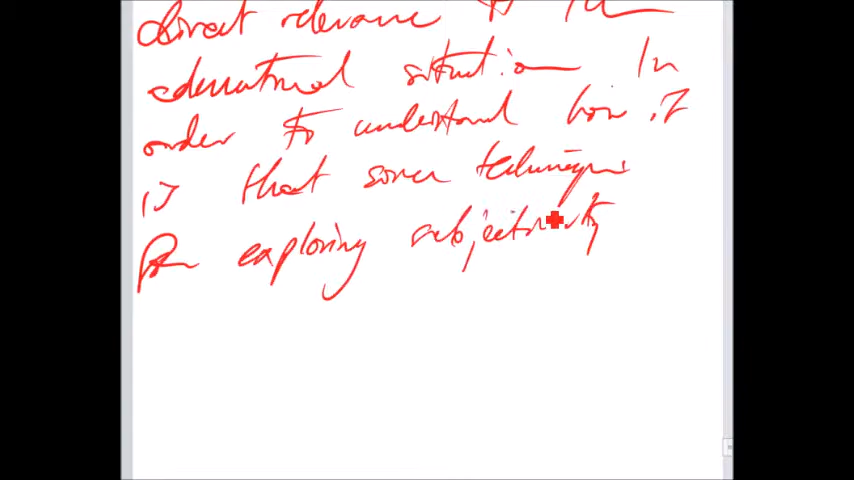 direct relevance to the
educational situation In
order to understand how it
is that some techniques
for exploring subjectivity